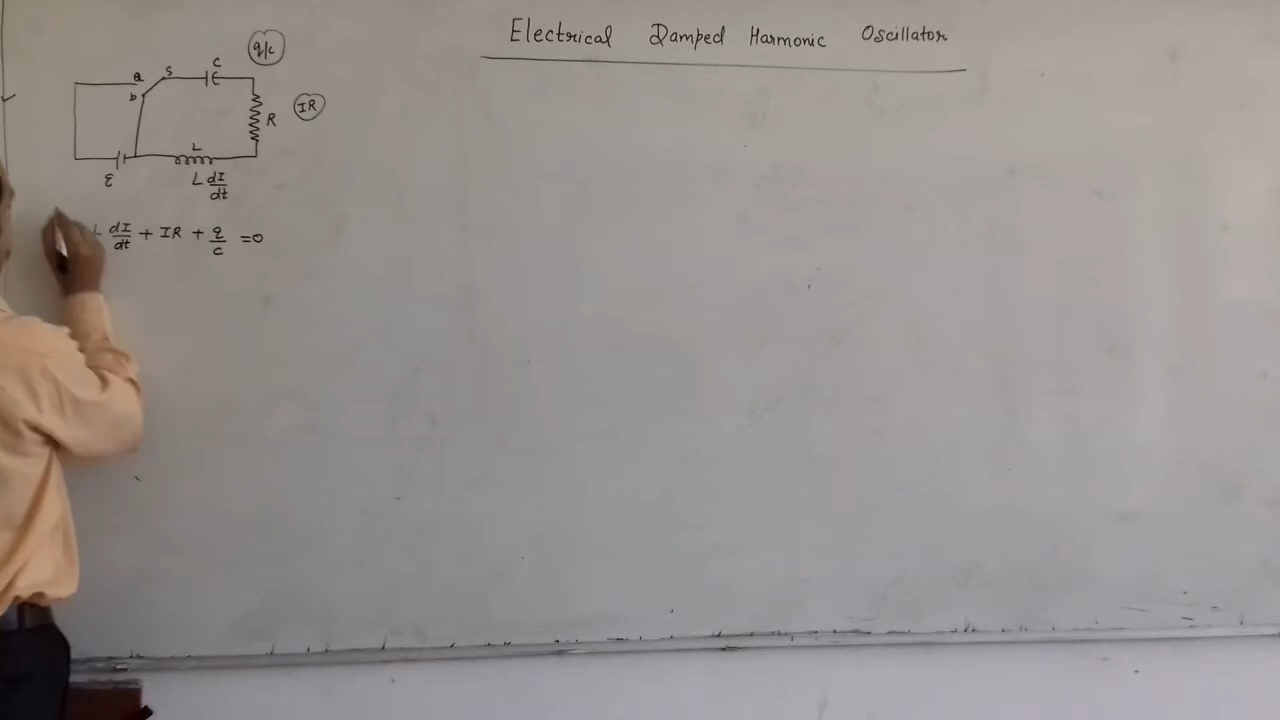 Electrical Damped Harmonic Oscillator
q/c
a S C
b
IR
R
L
ε L dI/dt
L dI/dt + IR + q/c = 0